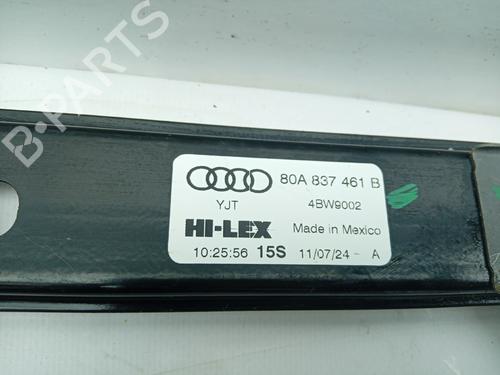 B-PARTS
80A 837 461 B
YJT 4BW9002
HI-LEX Made in Mexico
10:25:56 15S 11/07/24 - A